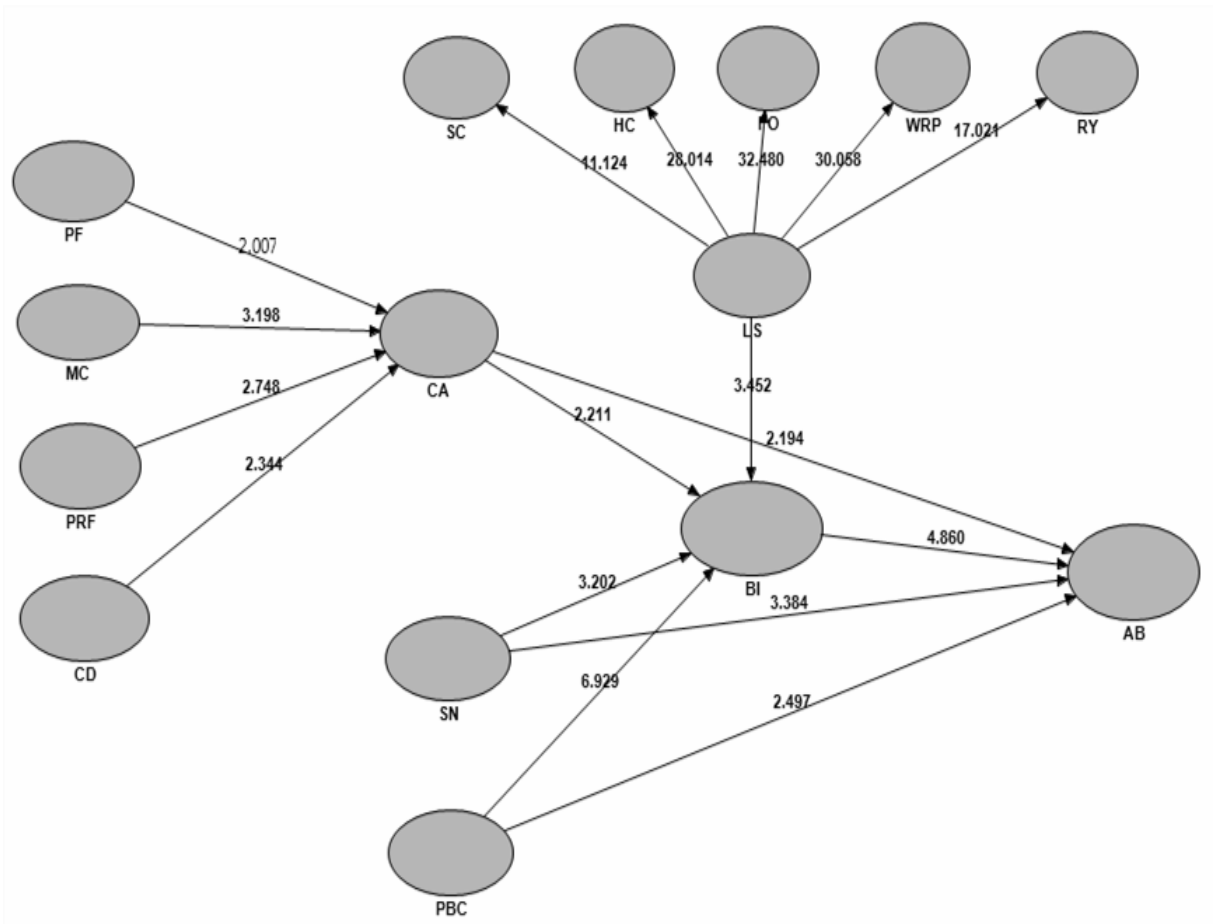 SC
HC
WRP
RY
11.124
28.014
32.480
30.058
17.021
PF
2.007
LS
MC
3.198
CA
3.452
PRF
2.748
2.211
2.194
CD
2.344
BI
4.860
AB
SN
3.202
3.384
PBC
6.929
2.497